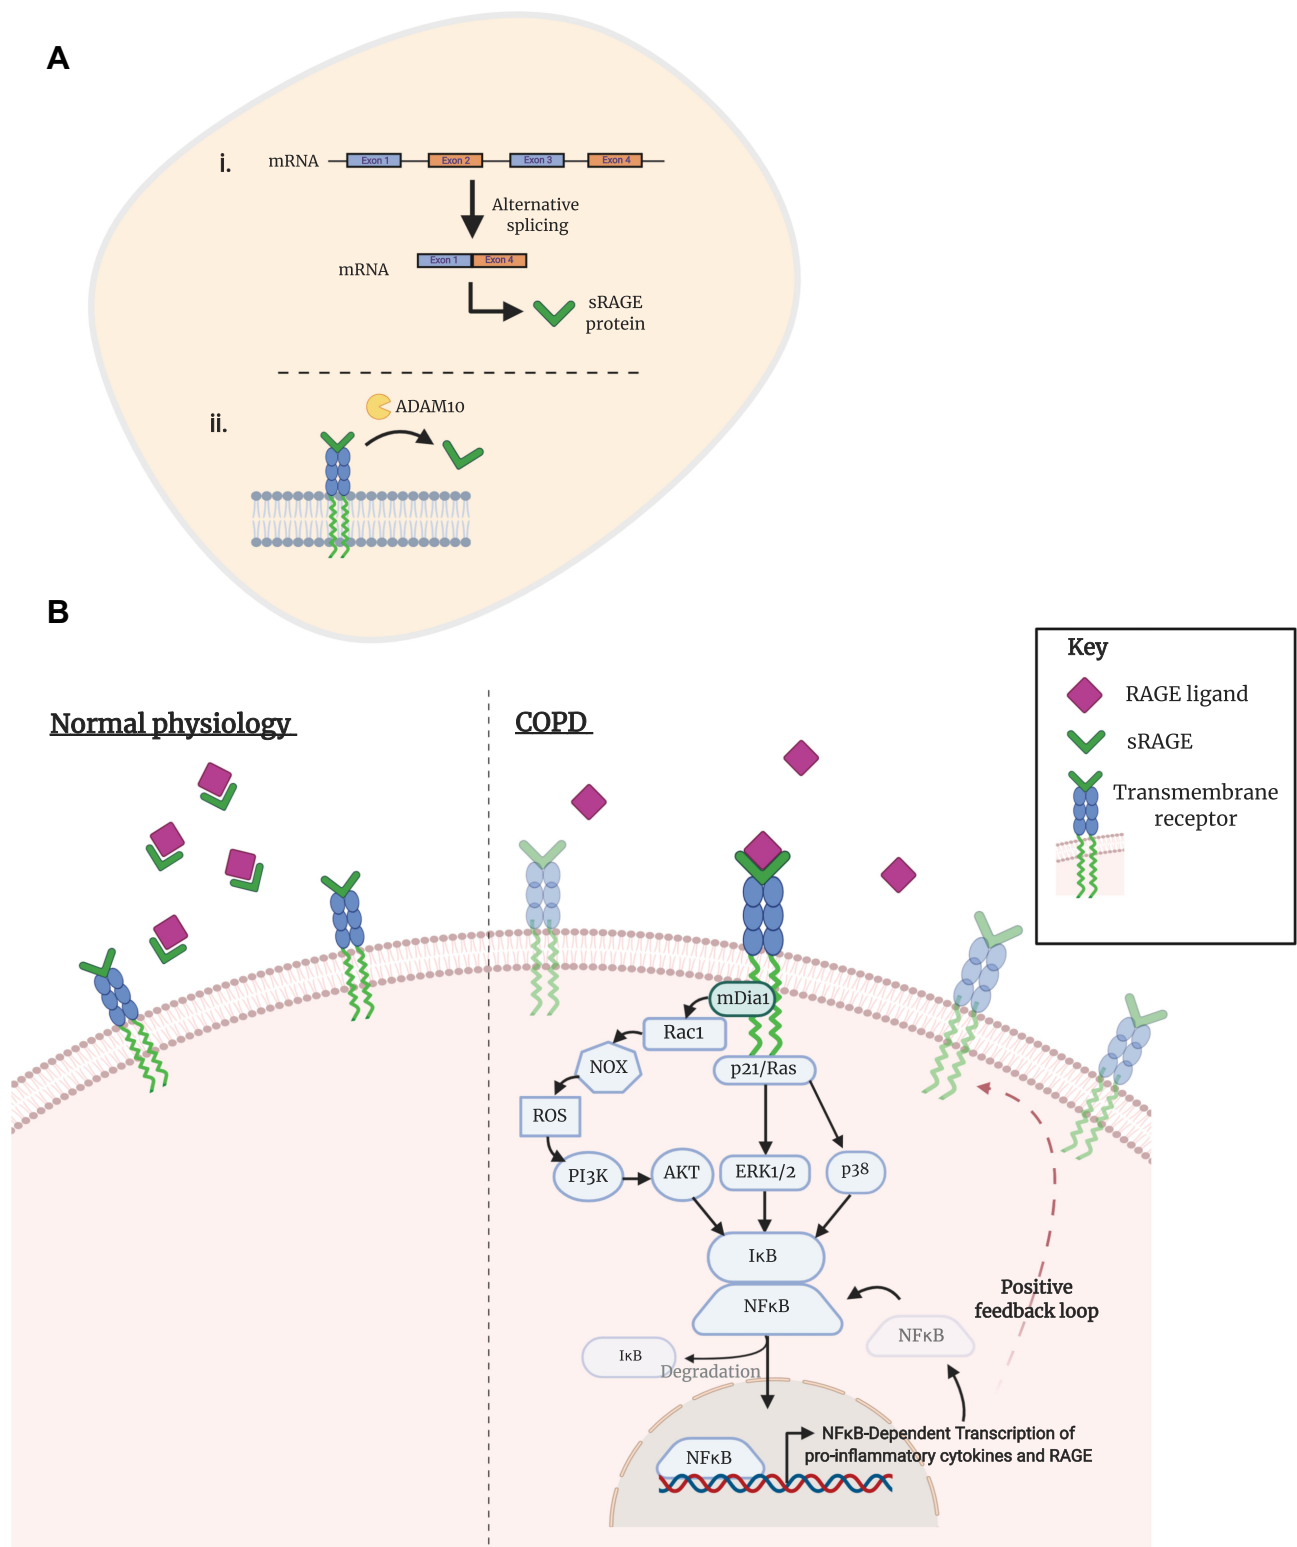 A
i.
mRNA
Exon 1
Exon 2
Exon 3
Exon 4
Alternative
splicing
mRNA
Exon 1
Exon 4
sRAGE
protein
ii.
ADAM10
B
Key
RAGE ligand
sRAGE
Transmembrane
receptor
Normal physiology
COPD
mDia1
Rac1
NOX
p21/Ras
ROS
PI3K
AKT
ERK1/2
p38
IκB
NFκB
Positive
feedback loop
NFκB
IκB
Degradation
NFκB-Dependent Transcription of
pro-inflammatory cytokines and RAGE
NFκB